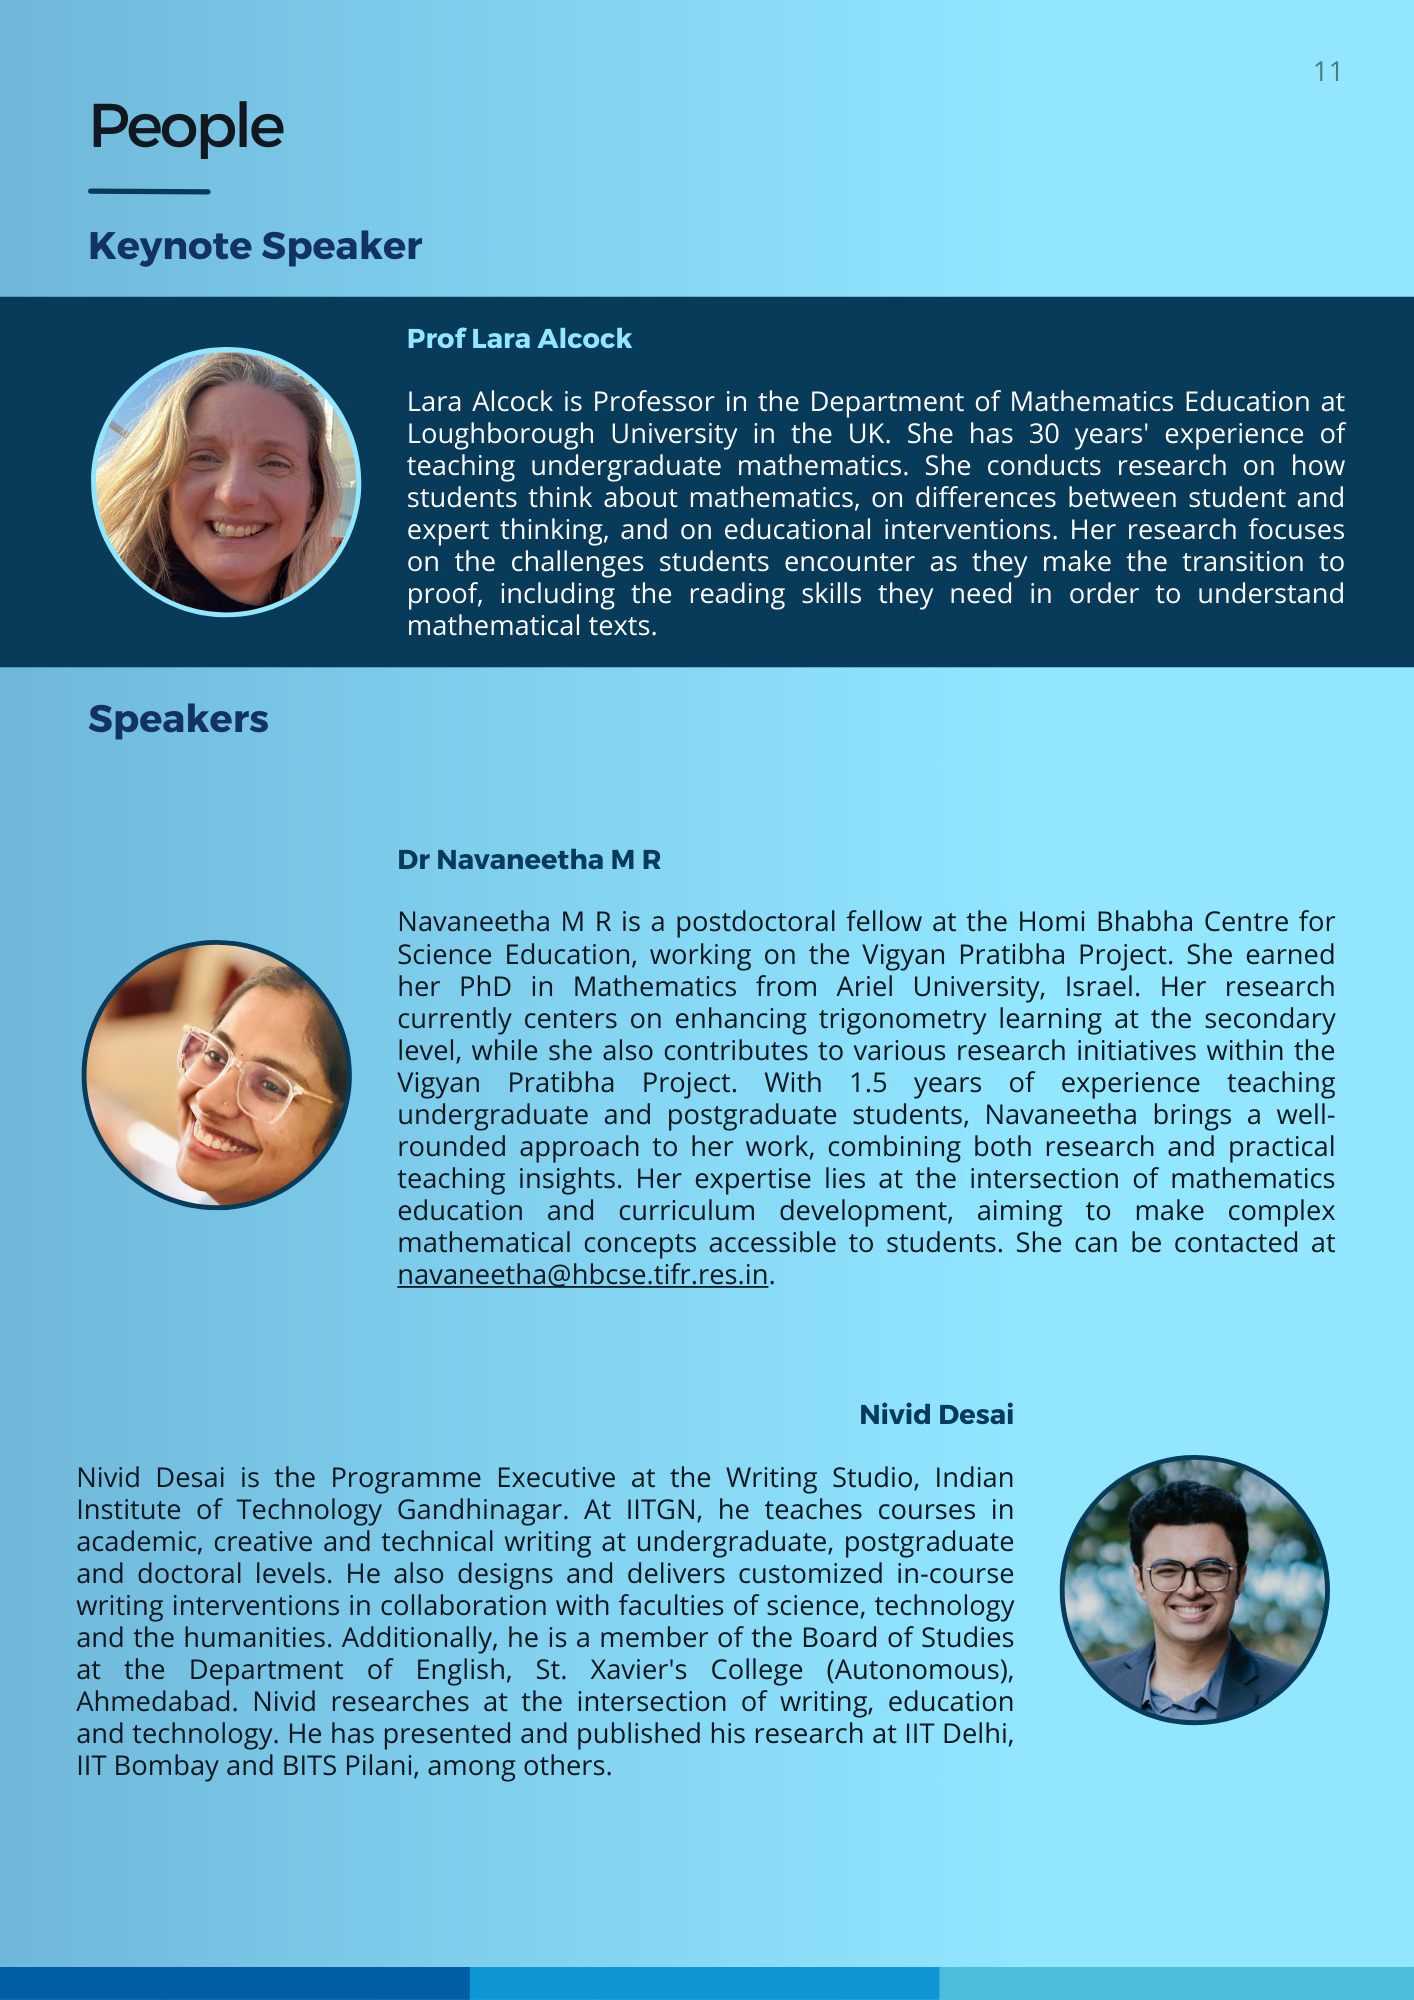 11
People
Keynote Speaker
Prof Lara Alcock
Lara Alcock is Professor in the Department of Mathematics Education at
Loughborough University in the UK. She has 30 years' experience of
teaching undergraduate mathematics. She conducts research on how
students think about mathematics, on differences between student and
expert thinking, and on educational interventions. Her research focuses
on the challenges students encounter as they make the transition to
proof, including the reading skills they need in order to understand
mathematical texts.
Speakers
Dr Navaneetha M R
Navaneetha M R is a postdoctoral fellow at the Homi Bhabha Centre for
Science Education, working on the Vigyan Pratibha Project. She earned
her PhD in Mathematics from Ariel University, Israel. Her research
currently centers on enhancing trigonometry learning at the secondary
level, while she also contributes to various research initiatives within the
Vigyan Pratibha Project. With 1.5 years of experience teaching
undergraduate and postgraduate students, Navaneetha brings a well-
rounded approach to her work, combining both research and practical
teaching insights. Her expertise lies at the intersection of mathematics
education and curriculum development, aiming to make complex
mathematical concepts accessible to students. She can be contacted at
navaneetha@hbcse.tifr.res.in.
Nivid Desai
Nivid Desai is the Programme Executive at the Writing Studio, Indian
Institute of Technology Gandhinagar. At IITGN, he teaches courses in
academic, creative and technical writing at undergraduate, postgraduate
and doctoral levels. He also designs and delivers customized in-course
writing interventions in collaboration with faculties of science, technology
and the humanities. Additionally, he is a member of the Board of Studies
at the Department of English, St. Xavier's College (Autonomous),
Ahmedabad. Nivid researches at the intersection of writing, education
and technology. He has presented and published his research at IIT Delhi,
IIT Bombay and BITS Pilani, among others.